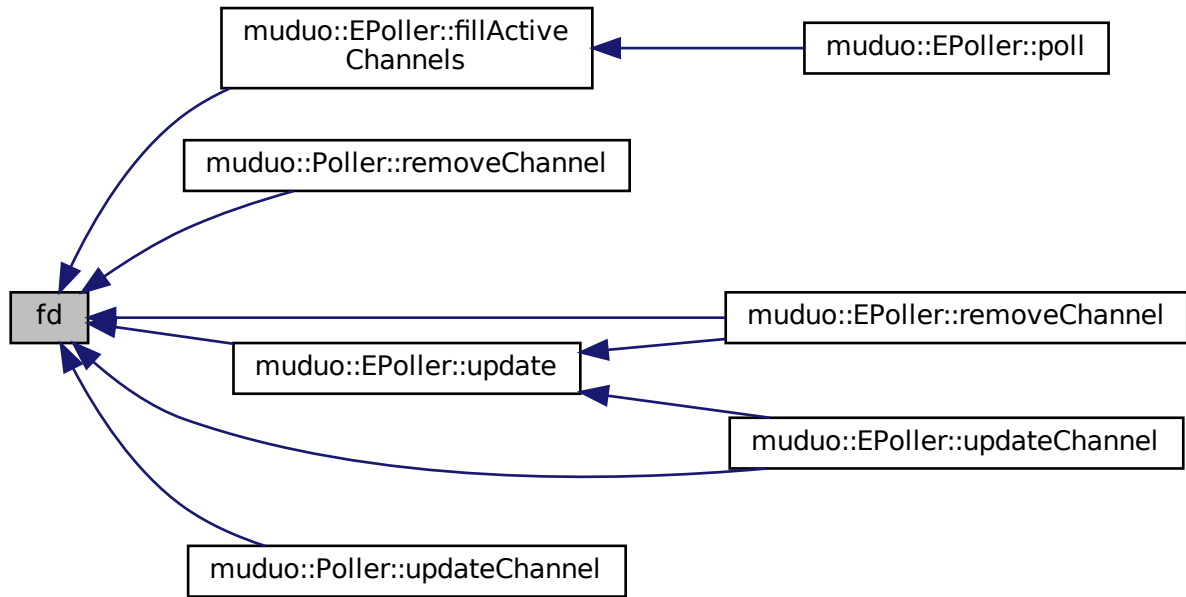 muduo::EPoller::fillActive
Channels
muduo::EPoller::poll
muduo::Poller::removeChannel
fd
muduo::EPoller::removeChannel
muduo::EPoller::update
muduo::EPoller::updateChannel
muduo::Poller::updateChannel